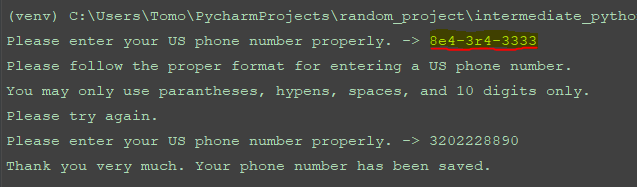 (venv) C:\Users\Tomo\PycharmProjects\random_project\intermediate_pytho
Please enter your US phone number properly. -> 8e4-3r4-3333
Please follow the proper format for entering a US phone number.
You may only use parantheses, hypens, spaces, and 10 digits only.
Please try again.
Please enter your US phone number properly. -> 3202228890
Thank you very much. Your phone number has been saved.